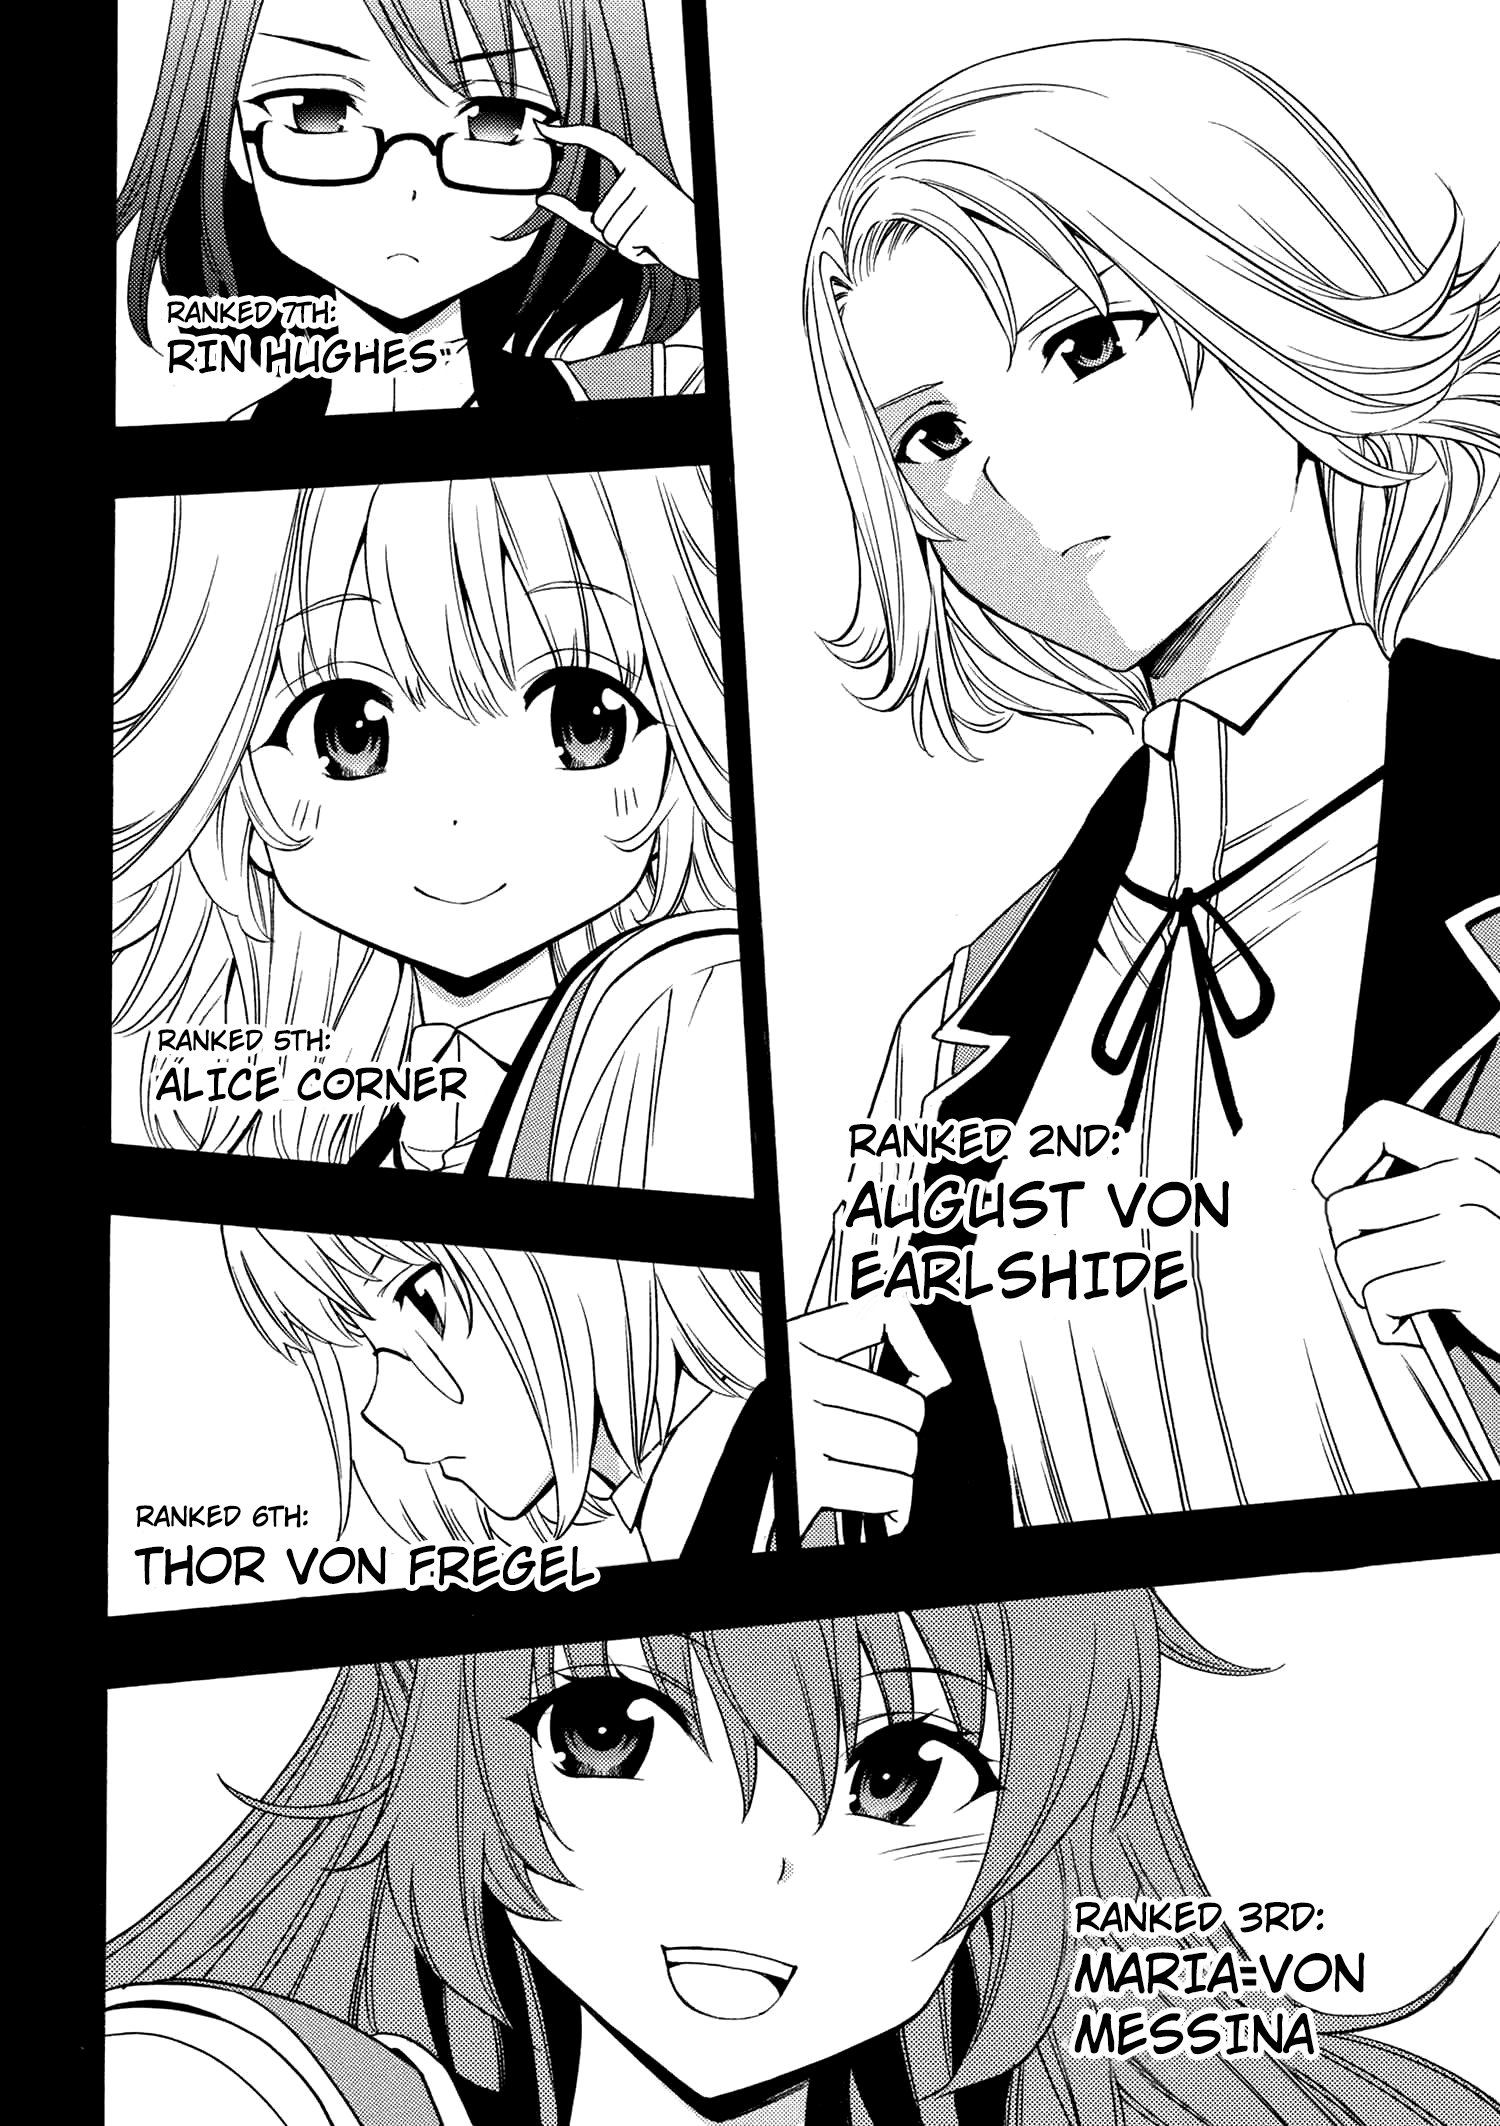 RANKED 2ND:
AUGUST VON
EARLSHIDE
RANKED 7TH:
RIN HUGHES
RANKED 5TH:
ALICE CORNER
RANKED 6TH:
THOR VON FREGEL
RANKED 3RD:
MARIA=VON
MESSINA